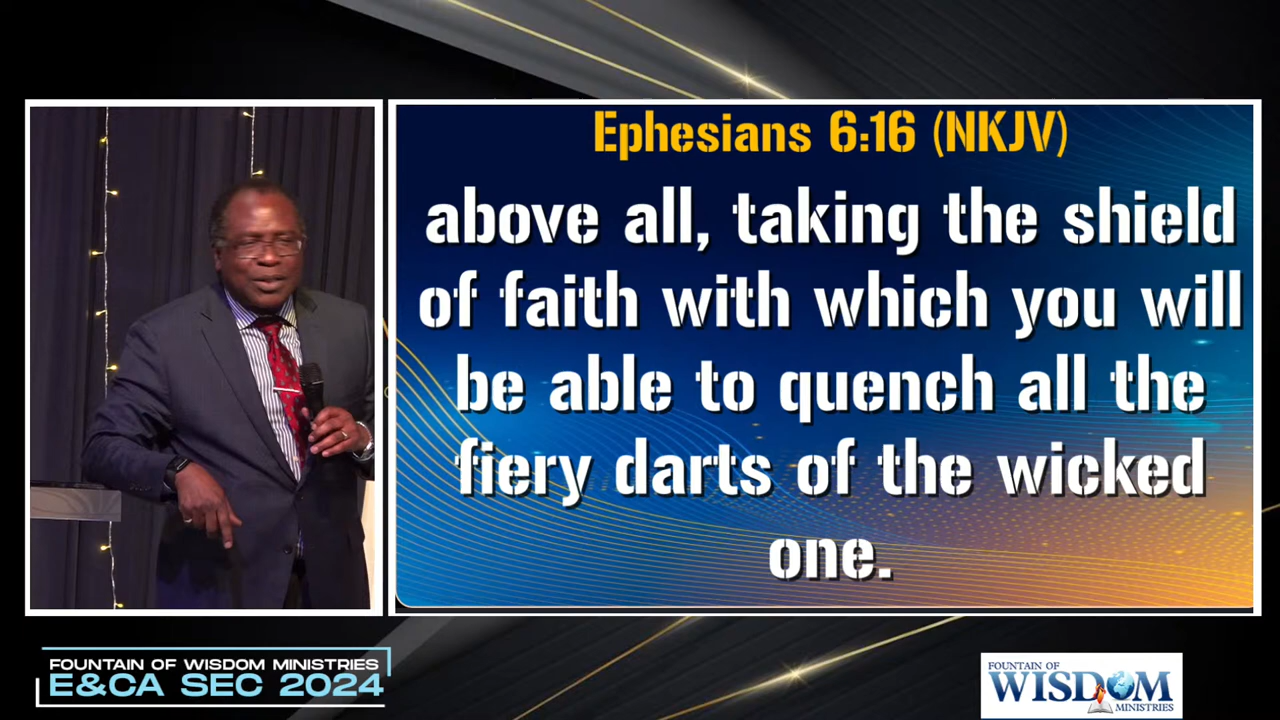 Ephesians 6:16 (NKJV)
above all, taking the shield
of faith with which you will
be able to quench all the
fiery darts of the wicked
one.
FOUNTAIN OF WISDOM MINISTRIES
E&CA SEC 2024
FOUNTAIN OF
WISDOM
MINISTRIES